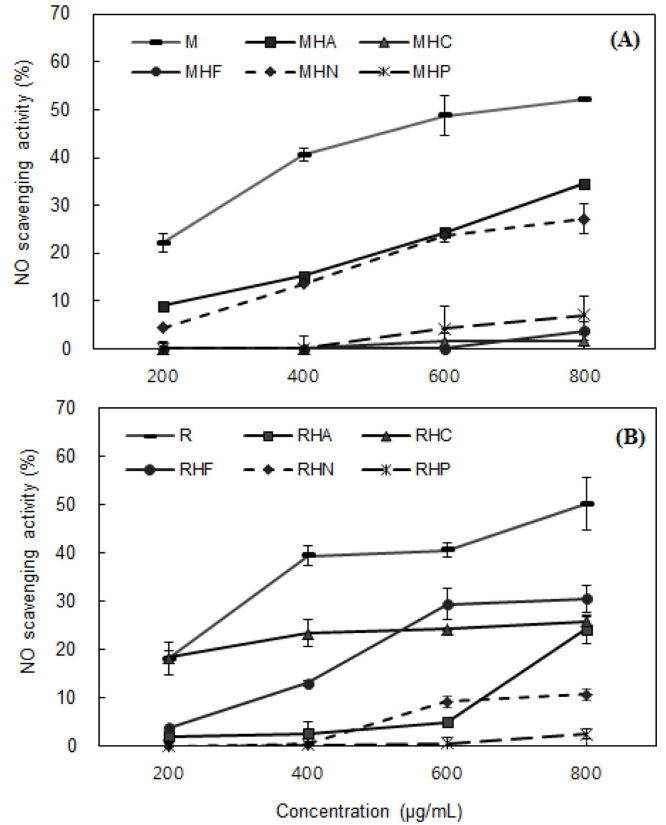 70
60
50
40
30
20
10
0
NO scavenging activity (%)
M MHA MHC
MHF MHN MHP
(A)
200 400 600 800
70
60
50
40
30
20
10
0
NO scavenging activity (%)
R RHA RHC
RHF RHN RHP
(B)
200 400 600 800
Concentration (µg/mL)